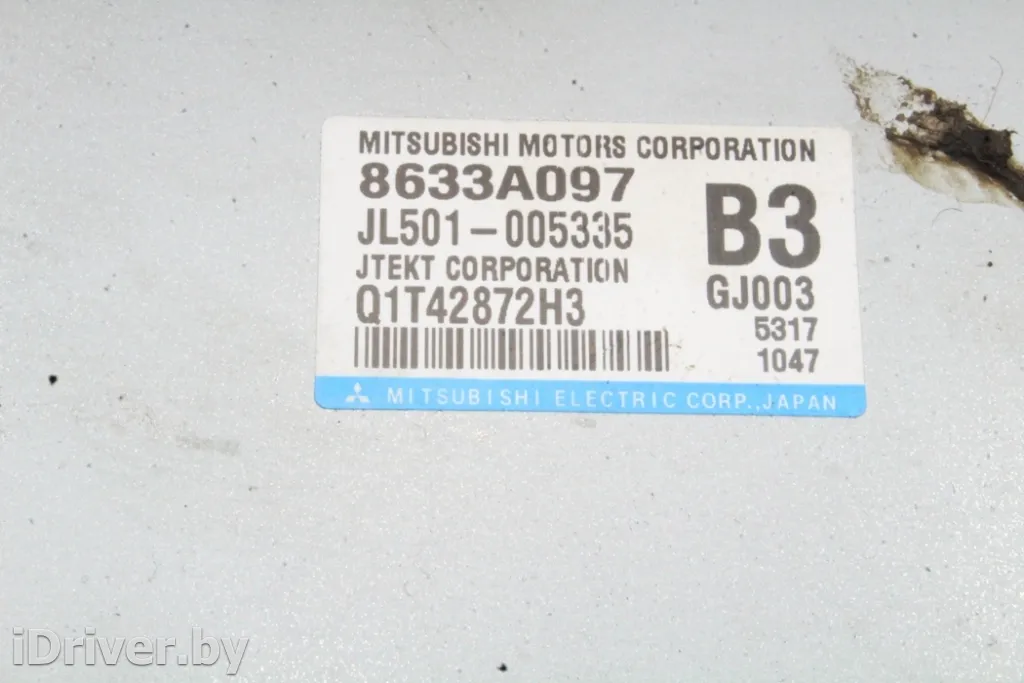 MITSUBISHI MOTORS CORPORATION
8633A097
JL501-005335
B3
JTEKT CORPORATION
Q1T42872H3
GJ003
5317
1047
MITSUBISHI ELECTRIC CORP., JAPAN
iDriver.by